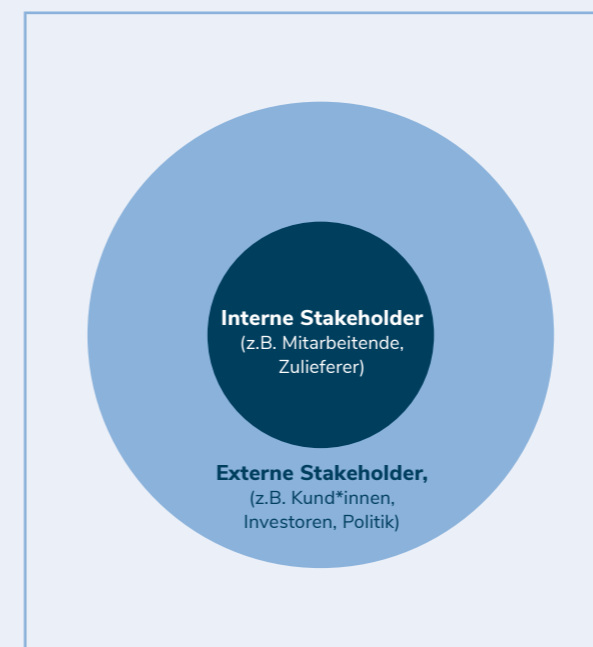 Interne Stakeholder
(z.B. Mitarbeitende,
Zulieferer)
Externe Stakeholder,
(z.B. Kund*innen,
Investoren, Politik)